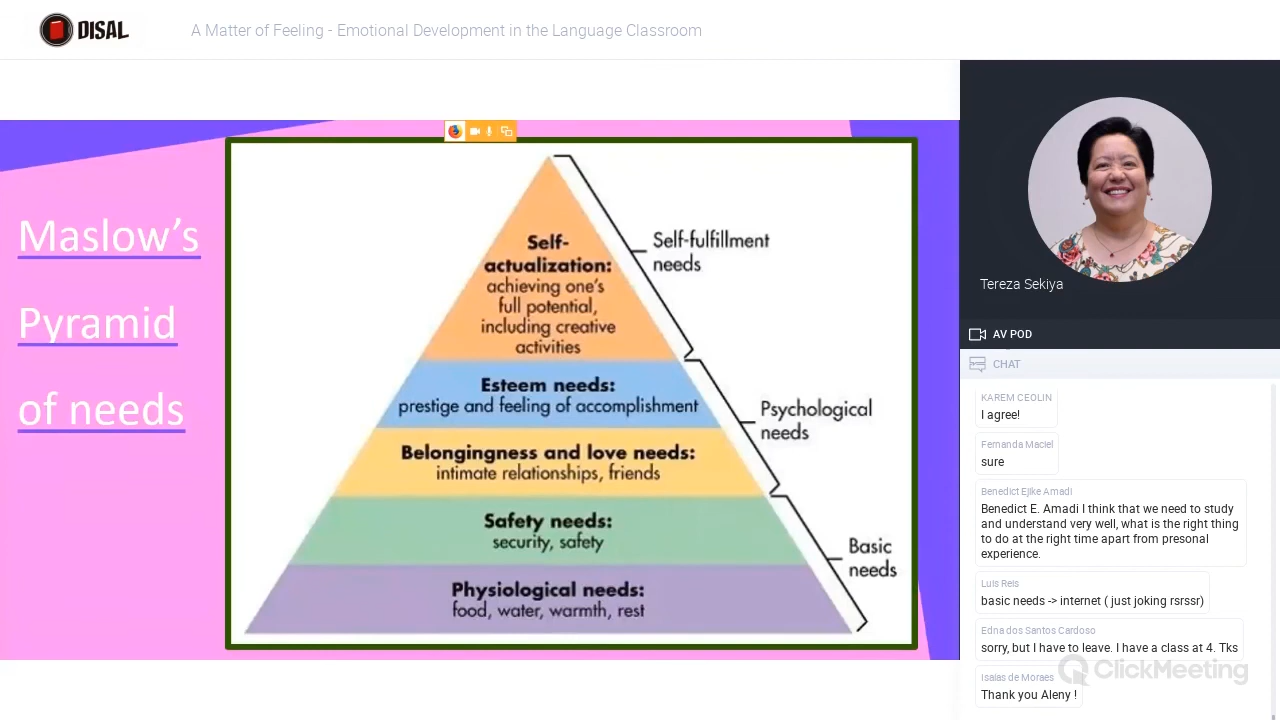 DISAL
A Matter of Feeling - Emotional Development in the Language Classroom
Maslow's
Pyramid
of needs
Self-
actualization:
achieving one's
full potential,
including creative
activities
Esteem needs:
prestige and feeling of accomplishment
Belongingness and love needs:
intimate relationships, friends
Safety needs:
security, safety
Physiological needs:
food, water, warmth, rest
Self-fulfillment
needs
Psychological
needs
Basic
needs
Tereza Sekiya
AV POD
CHAT
KAREM CEOLIN
I agree!
Fernanda Maciel
sure
Benedict Ejike Amadi
Benedict E. Amadi I think that we need to study
and understand very well, what is the right thing
to do at the right time apart from presonal
experience.
Luis Reis
basic needs -> internet ( just joking rsrssr)
Edna dos Santos Cardoso
sorry, but I have to leave. I have a class at 4. Tks
Isaias de Moraes
Thank you Aleny !
ClickMeeting